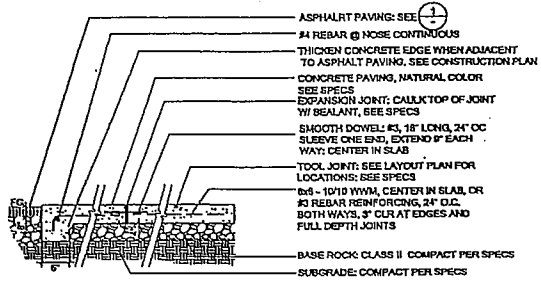 ASPHALRT PAVING: SEE
1
-
#4 REBAR @ NOSE CONTINUOUS
THICKEN CONCRETE EDGE WHEN ADJACENT
TO ASPHALT PAVING, SEE CONSTRUCTION PLAN
CONCRETE PAVING, NATURAL COLOR
SEE SPECS
EXPANSION JOINT: CAULK TOP OF JOINT
W/ SEALANT, SEE SPECS
SMOOTH DOWEL: #3, 18" LONG, 24" OC
SLEEVE ONE END, EXTEND 9" EACH
WAY: CENTER IN SLAB
TOOL JOINT: SEE LAYOUT PLAN FOR
LOCATIONS: SEE SPECS
6x6 - 10/10 WWM, CENTER IN SLAB, OR
#3 REBAR REINFORCING, 24" O.C.
BOTH WAYS, 3" CLR AT EDGES AND
FULL DEPTH JOINTS
FG
BASE ROCK: CLASS II COMPACT PER SPECS
SUBGRADE: COMPACT PER SPECS
6"